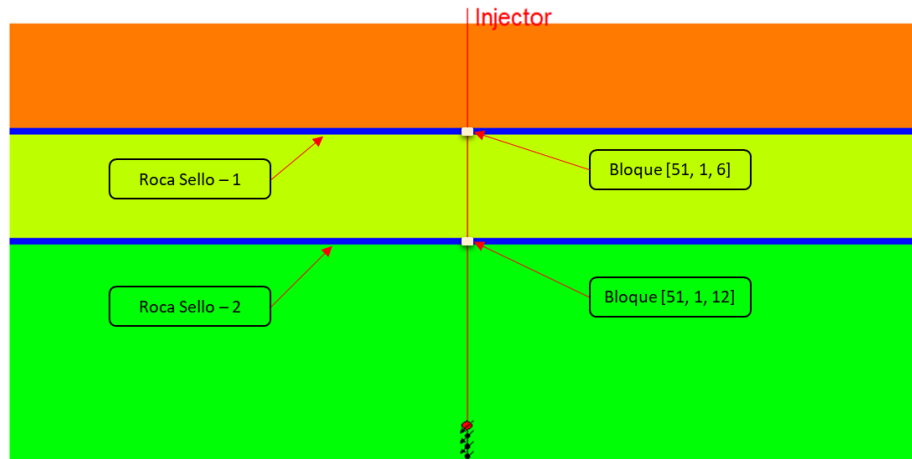 Injector
Roca Sello – 1
Bloque [51, 1, 6]
Roca Sello – 2
Bloque [51, 1, 12]